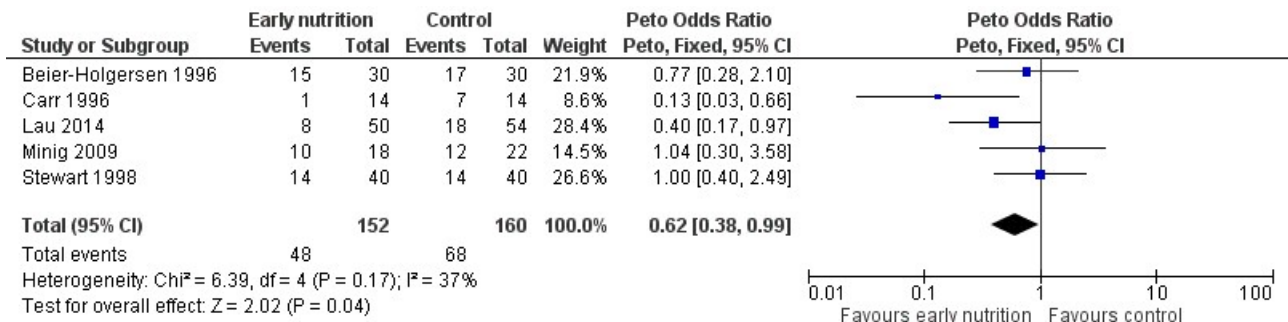 Early nutrition Control Peto Odds Ratio Peto Odds Ratio
Study or Subgroup Events Total Events Total Weight Peto, Fixed, 95% CI Peto, Fixed, 95% CI
Beier-Holgersen 1996 15 30 17 30 21.9% 0.77 [0.28, 2.10]
Carr 1996 1 14 7 14 8.6% 0.13 [0.03, 0.66]
Lau 2014 8 50 18 54 28.4% 0.40 [0.17, 0.97]
Minig 2009 10 18 12 22 14.5% 1.04 [0.30, 3.58]
Stewart 1998 14 40 14 40 26.6% 1.00 [0.40, 2.49]
Total (95% CI) 152 160 100.0% 0.62 [0.38, 0.99]
Total events 48 68
Heterogeneity: Chi² = 6.39, df = 4 (P = 0.17); I² = 37%
Test for overall effect: Z = 2.02 (P = 0.04)
0.01 0.1 1 10 100
Favours early nutrition Favours control